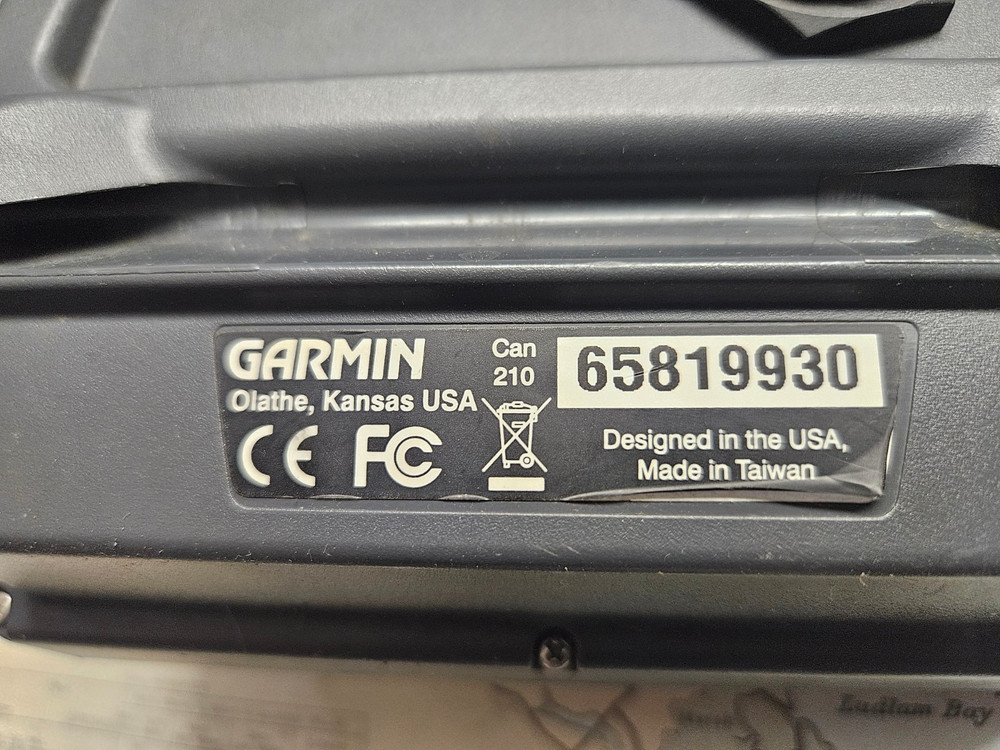 GARMIN
Olathe, Kansas USA
CE FC
Can
210
65819930
Designed in the USA,
Made in Taiwan
Ludlam Bay